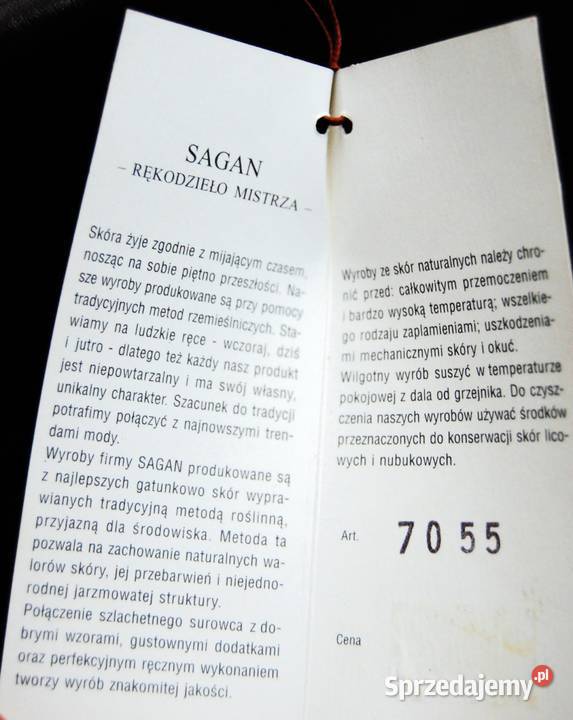 SAGAN
- RĘKODZIEŁO MISTRZA -
Skóra żyje zgodnie z mijającym czasem,
nosząc na sobie piętno przeszłości. Na-
sze wyroby produkowane są przy pomocy
tradycyjnych metod rzemieślniczych. Sta-
wiamy na ludzkie ręce - wczoraj, dziś
i jutro - dlatego też każdy nasz produkt
jest niepowtarzalny i ma swój własny,
unikalny charakter. Szacunek do tradycji
potrafimy połączyć z najnowszymi tren-
dami mody.
Wyroby firmy SAGAN produkowane są
z najlepszych gatunkowo skór wypra-
wianych tradycyjną metodą roślinną,
przyjazną dla środowiska. Metoda ta
pozwala na zachowanie naturalnych wa-
lorów skóry, jej przebarwień i niejedno-
rodnej jarzmowatej struktury.
Połączenie szlachetnego surowca z do-
brymi wzorami, gustownymi dodatkami
oraz perfekcyjnym ręcznym wykonaniem
tworzy wyrób znakomitej jakości.
Wyroby ze skór naturalnych należy chro-
nić przed: całkowitym przemoczeniem
i bardzo wysoką temperaturą; wszelkie-
go rodzaju zaplamieniami; uszkodzenia-
mi mechanicznymi skóry i okuć.
Wilgotny wyrób suszyć w temperaturze
pokojowej z dala od grzejnika. Do czysz-
czenia naszych wyrobów używać środków
przeznaczonych do konserwacji skór lico-
wych i nubukowych.
Art. 7055
Cena
Sprzedajemy.pl